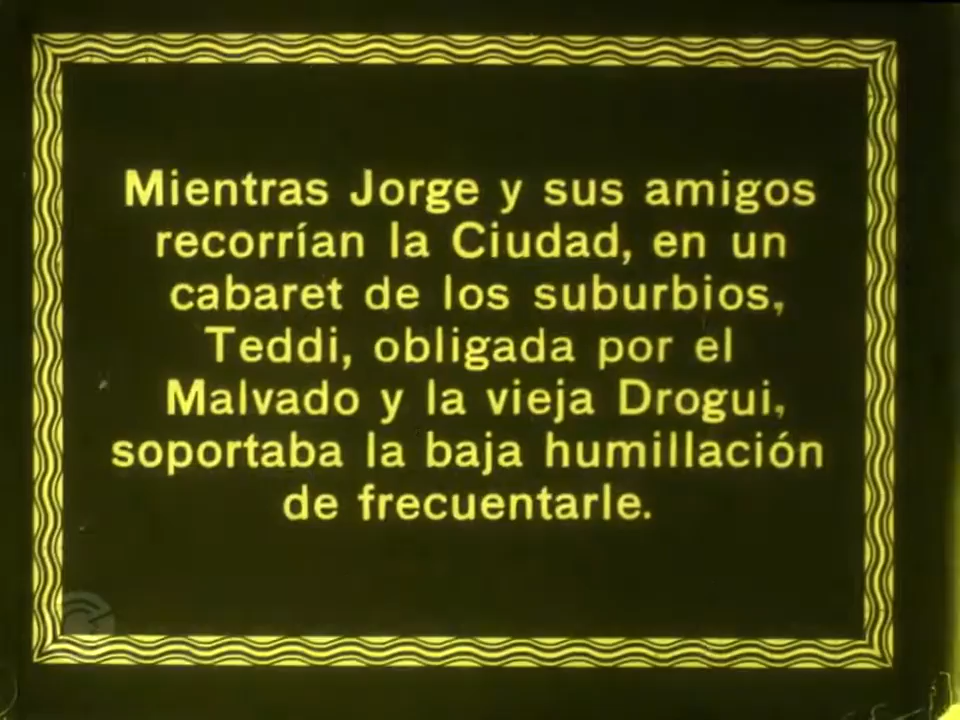 Mientras Jorge y sus amigos
recorrían la Ciudad, en un
cabaret de los suburbios,
Teddi, obligada por el
Malvado y la vieja Drogui,
soportaba la baja humillación
de frecuentarle.